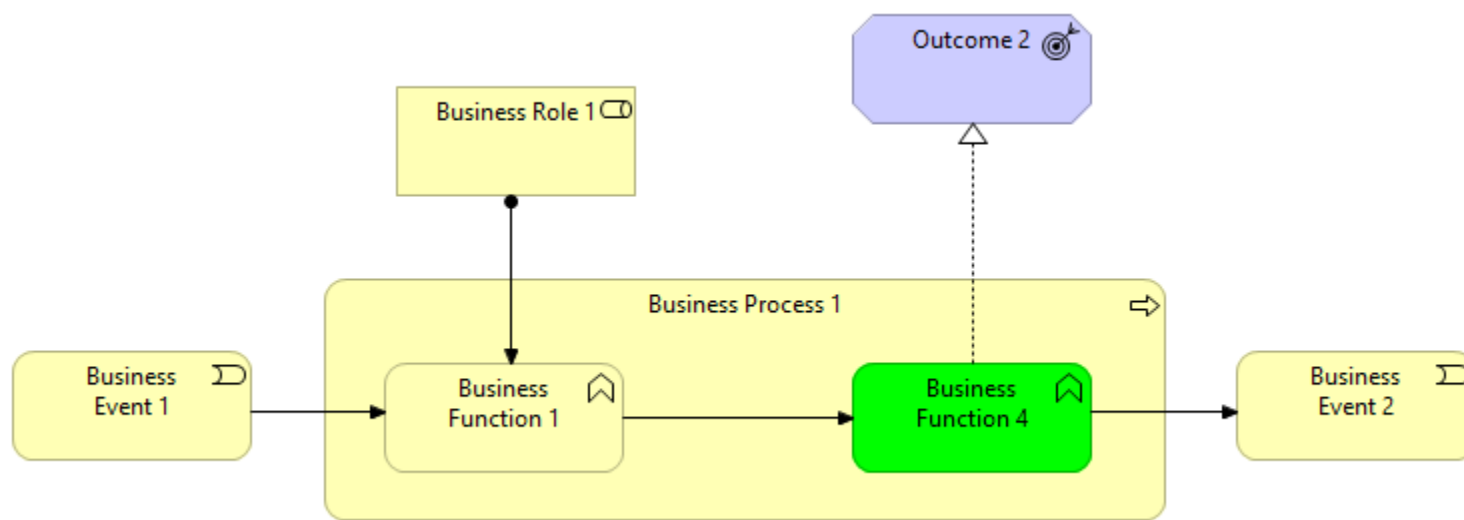 Outcome 2
Business Role 1
Business Process 1
Business
Event 1
Business
Function 1
Business
Function 4
Business
Event 2